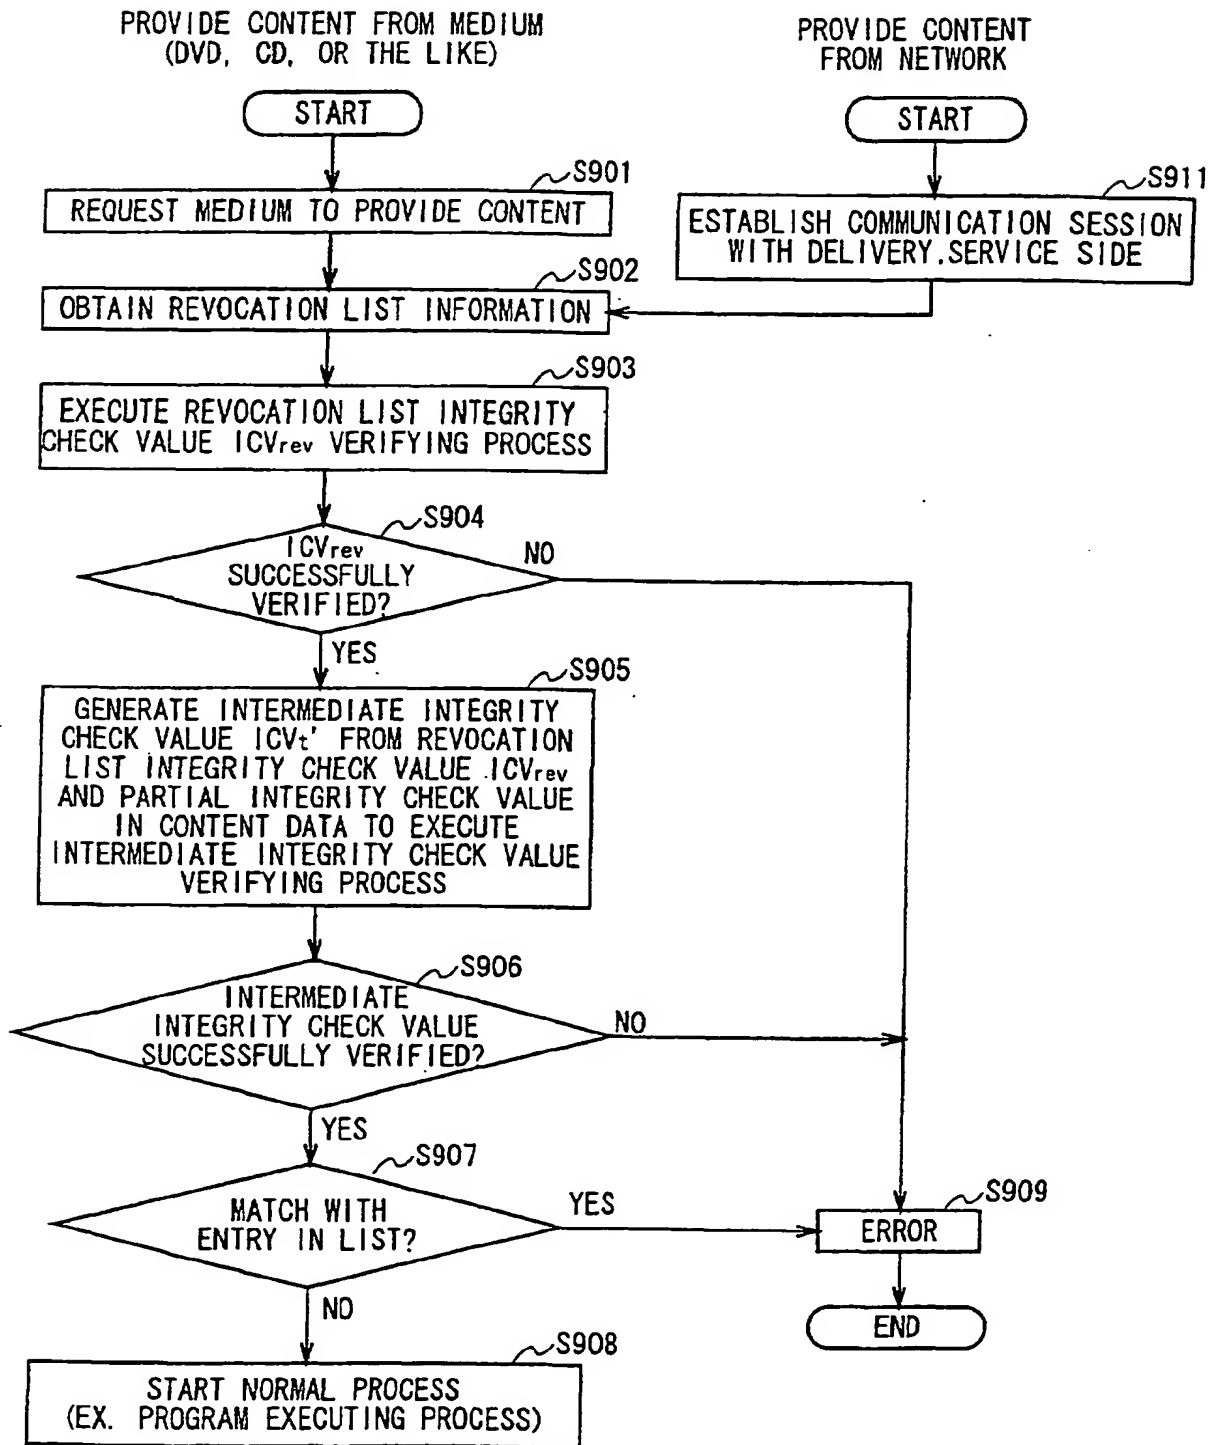 PROVIDE CONTENT FROM MEDIUM
(DVD, CD, OR THE LIKE)
PROVIDE CONTENT
FROM NETWORK
START
START
S901
REQUEST MEDIUM TO PROVIDE CONTENT
S911
ESTABLISH COMMUNICATION SESSION
WITH DELIVERY.SERVICE SIDE
S902
OBTAIN REVOCATION LIST INFORMATION
S903
EXECUTE REVOCATION LIST INTEGRITY
CHECK VALUE ICVrev VERIFYING PROCESS
S904
ICVrev
SUCCESSFULLY
VERIFIED?
NO
YES
S905
GENERATE INTERMEDIATE INTEGRITY
CHECK VALUE ICVt' FROM REVOCATION
LIST INTEGRITY CHECK VALUE ICVrev
AND PARTIAL INTEGRITY CHECK VALUE
IN CONTENT DATA TO EXECUTE
INTERMEDIATE INTEGRITY CHECK VALUE
VERIFYING PROCESS
S906
INTERMEDIATE
INTEGRITY CHECK VALUE
SUCCESSFULLY VERIFIED?
NO
YES
S907
MATCH WITH
ENTRY IN LIST?
YES
S909
ERROR
NO
END
S908
START NORMAL PROCESS
(EX. PROGRAM EXECUTING PROCESS)